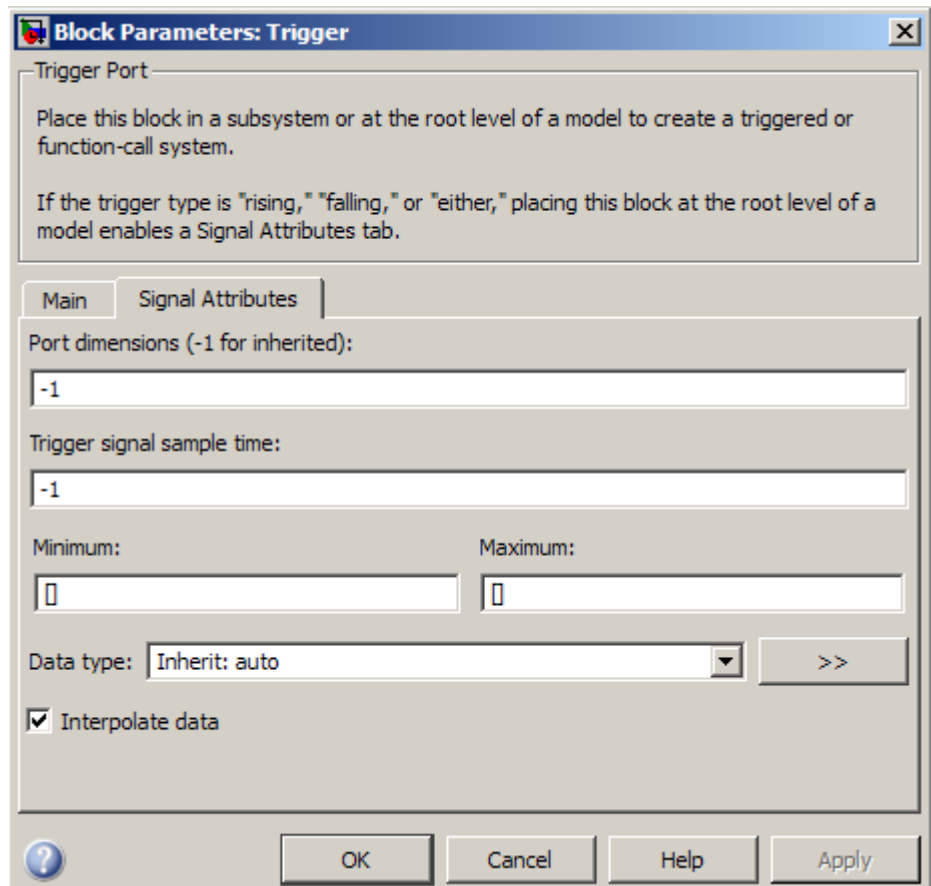 Block Parameters: Trigger
Trigger Port
Place this block in a subsystem or at the root level of a model to create a triggered or
function-call system.
If the trigger type is "rising," "falling," or "either," placing this block at the root level of a
model enables a Signal Attributes tab.
Main Signal Attributes
Port dimensions (-1 for inherited):
-1
Trigger signal sample time:
-1
Minimum: Maximum:
[] []
Data type: Inherit: auto >>
Interpolate data
OK Cancel Help Apply